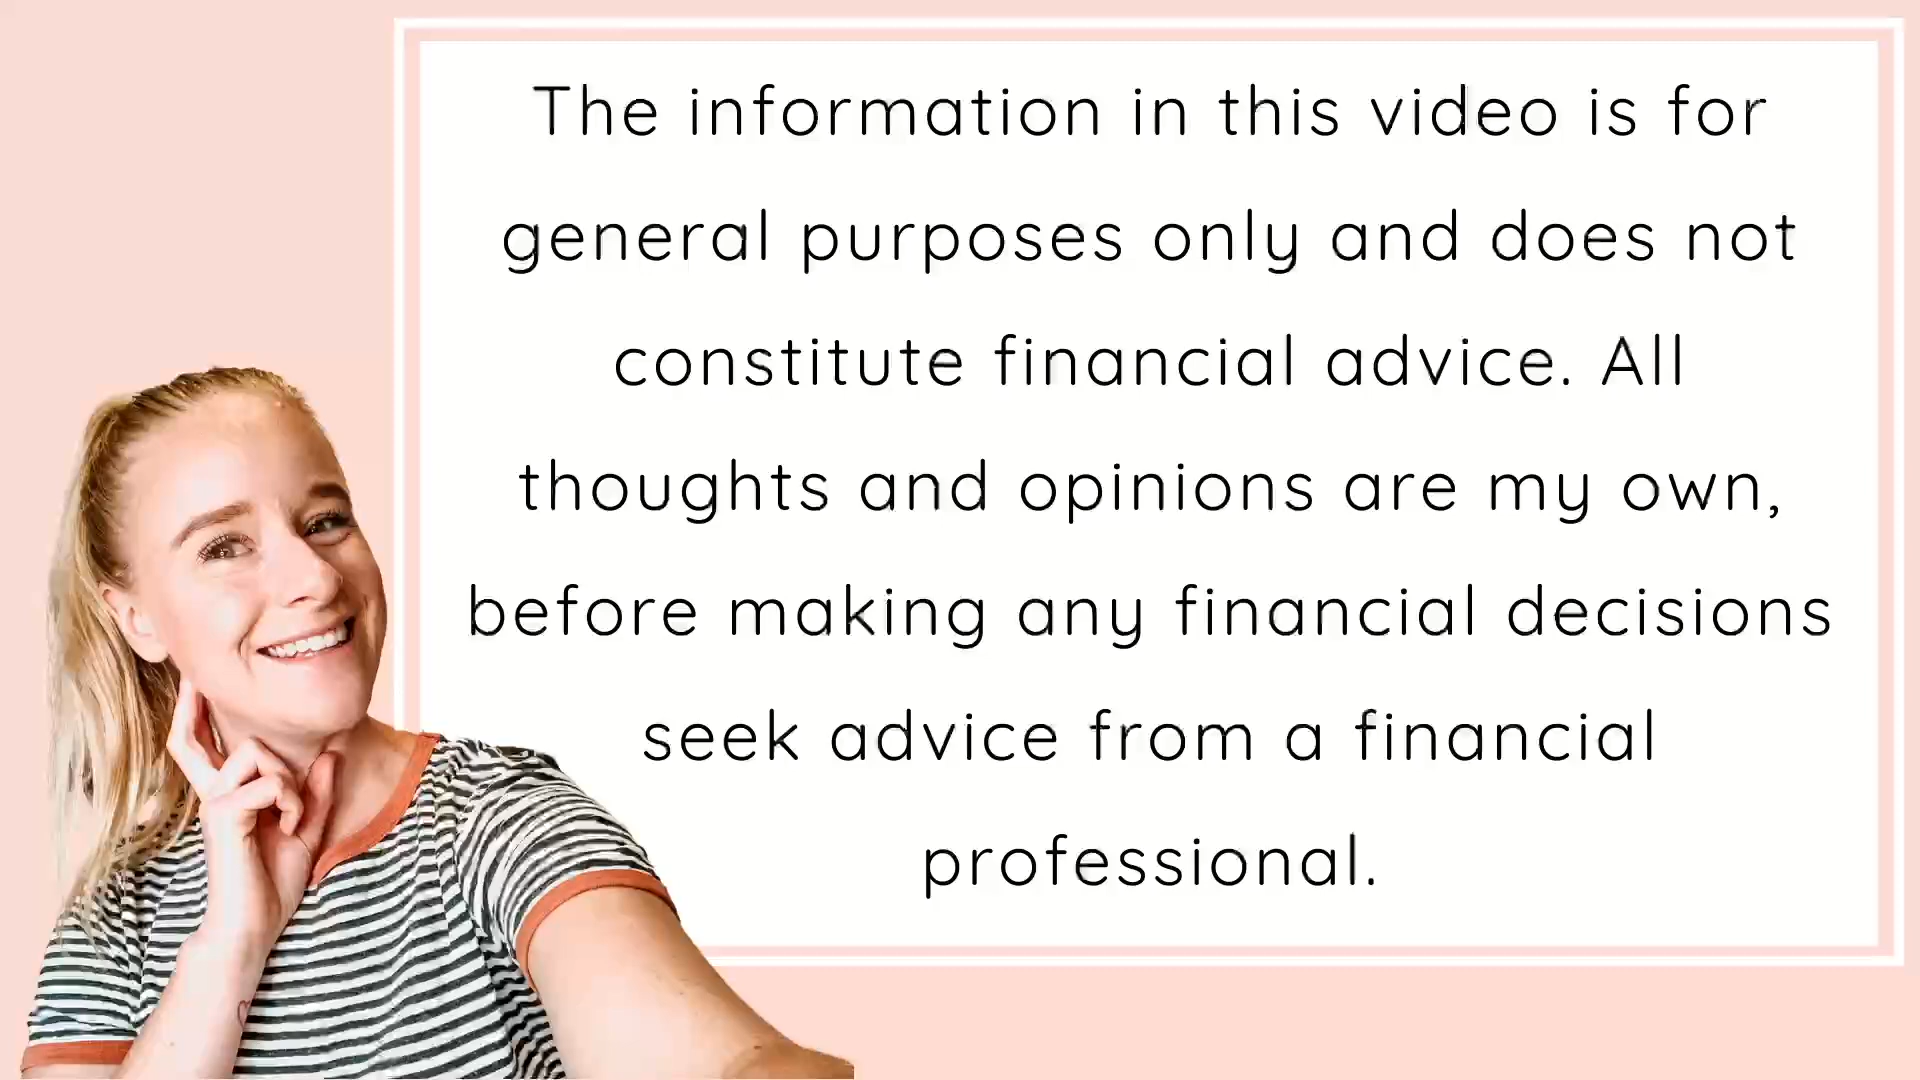 The information in this video is for
general purposes only and does not
constitute financial advice. All
thoughts and opinions are my own,
before making any financial decisions
seek advice from a financial
professional.